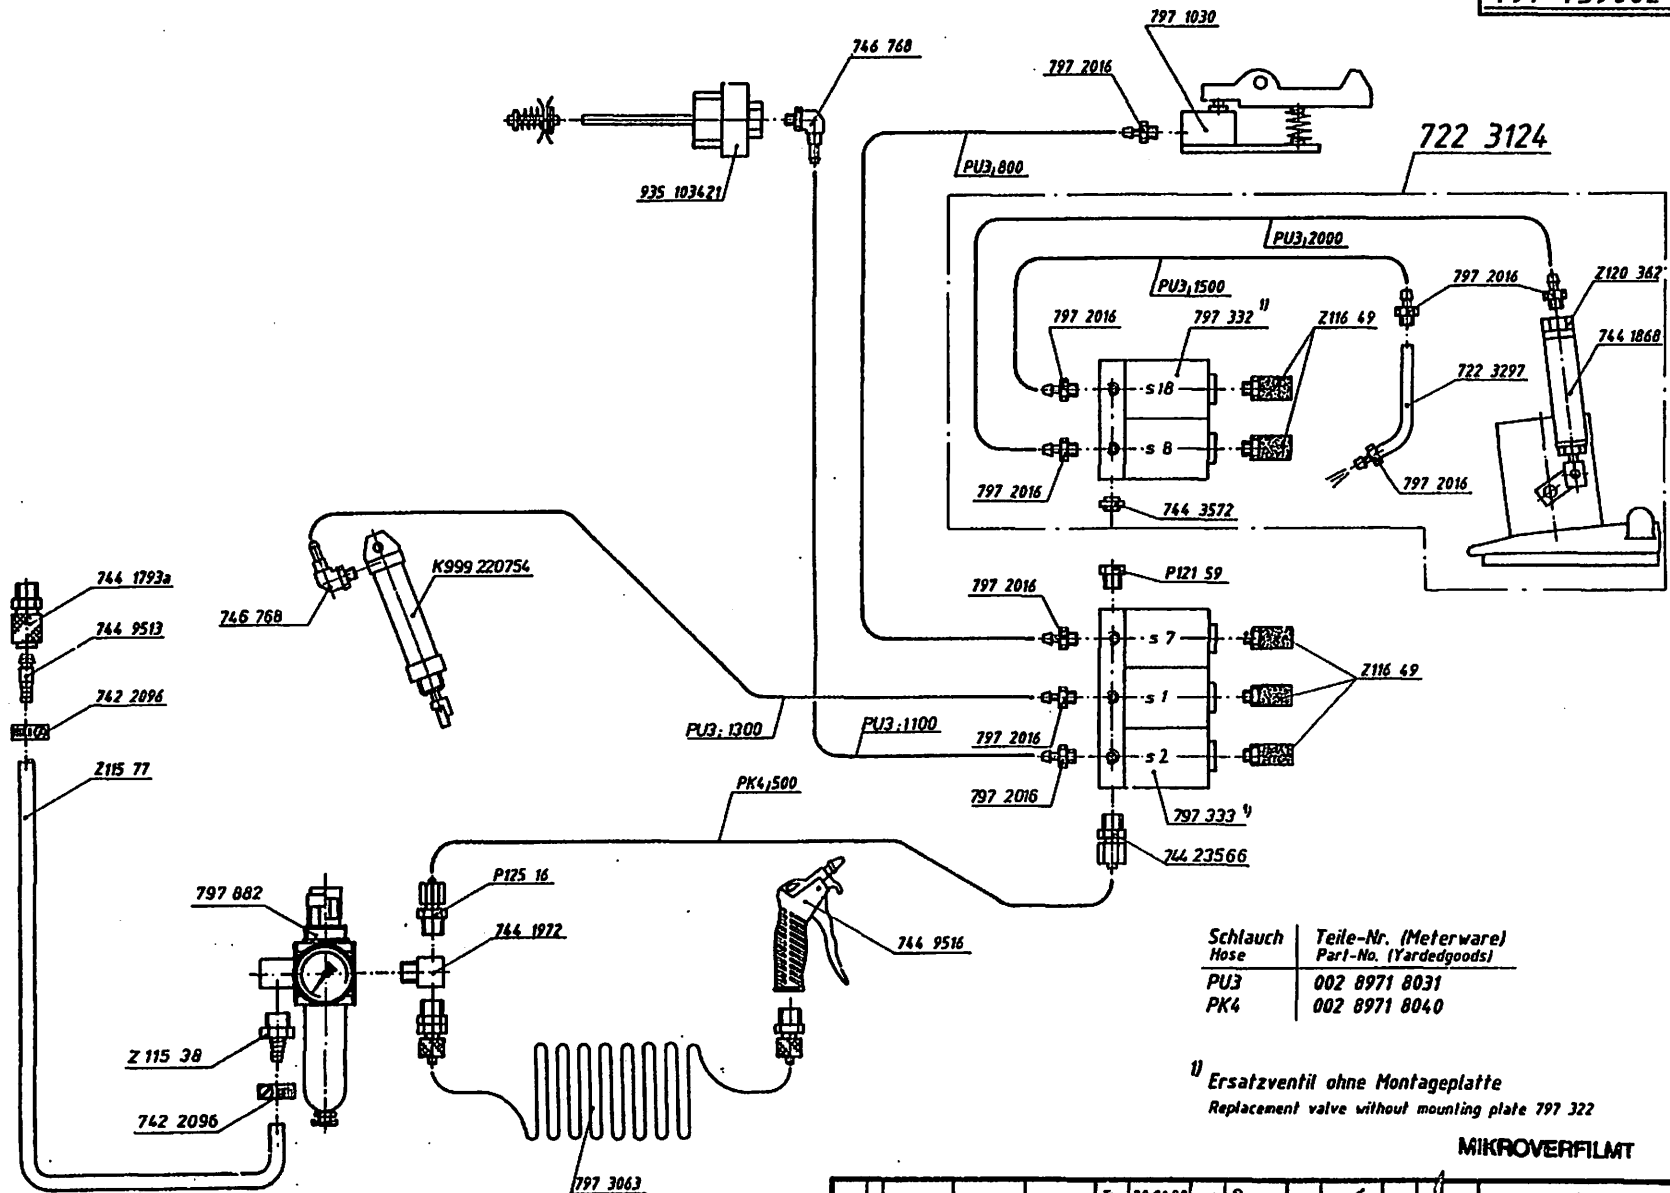 797 1030
746 768
797 2016
722 3124
PU3;800
935 103421
PU3;2000
797 2016
Z120 362
PU3;1500
797 2016
797 332 1)
Z116 49
744 1868
s 18
722 3297
s 8
797 2016
797 2016
744 3572
K999 220754
P121 59
744 1793a
797 2016
746 768
744 9513
s 7
Z116 49
742 2096
s 1
PU3;1300
PU3;1100
797 2016
s 2
Z115 77
PK4;500
797 2016
797 333 1)
744 23566
P125 16
797 882
744 1972
744 9516
Schlauch Teile-Nr. (Meterware)
Hose Part-No. (Yardedgoods)
PU3 002 8971 8031
PK4 002 8971 8040
Z 115 38
1) Ersatzventil ohne Montageplatte
Replacement valve without mounting plate 797 322
742 2096
MIKROVERFILMT
797 3063